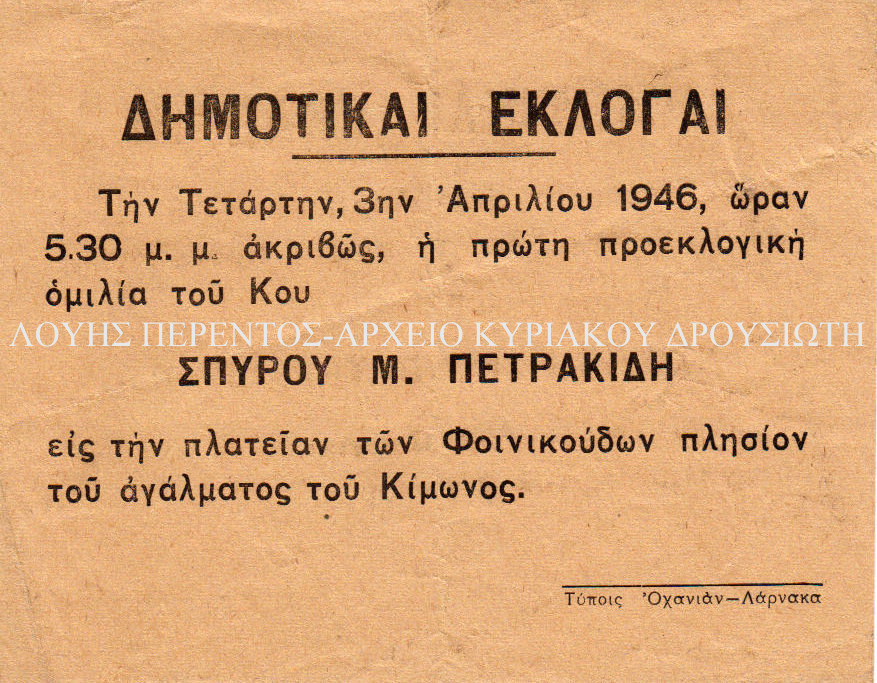 ΔΗΜΟΤΙΚΑΙ ΕΚΛΟΓΑΙ
Τὴν Τετάρτην, 3ην Ἀπριλίου 1946, ὥραν
5.30 μ. μ. ἀκριβῶς, ἡ πρώτη προεκλογικὴ
ὁμιλία τοῦ Κου
ΛΟΥΗΣ ΠΕΡΕΝΤΟΣ-ΑΡΧΕΙΟ ΚΥΡΙΑΚΟΥ ΔΡΟΥΣΙΩΤΗ
ΣΠΥΡΟΥ Μ. ΠΕΤΡΑΚΙΔΗ
εἰς τὴν πλατεῖαν τῶν Φοινικούδων πλησίον
τοῦ ἀγάλματος τοῦ Κίμωνος.
Τύποις Ὀχανιὰν—Λάρνακα